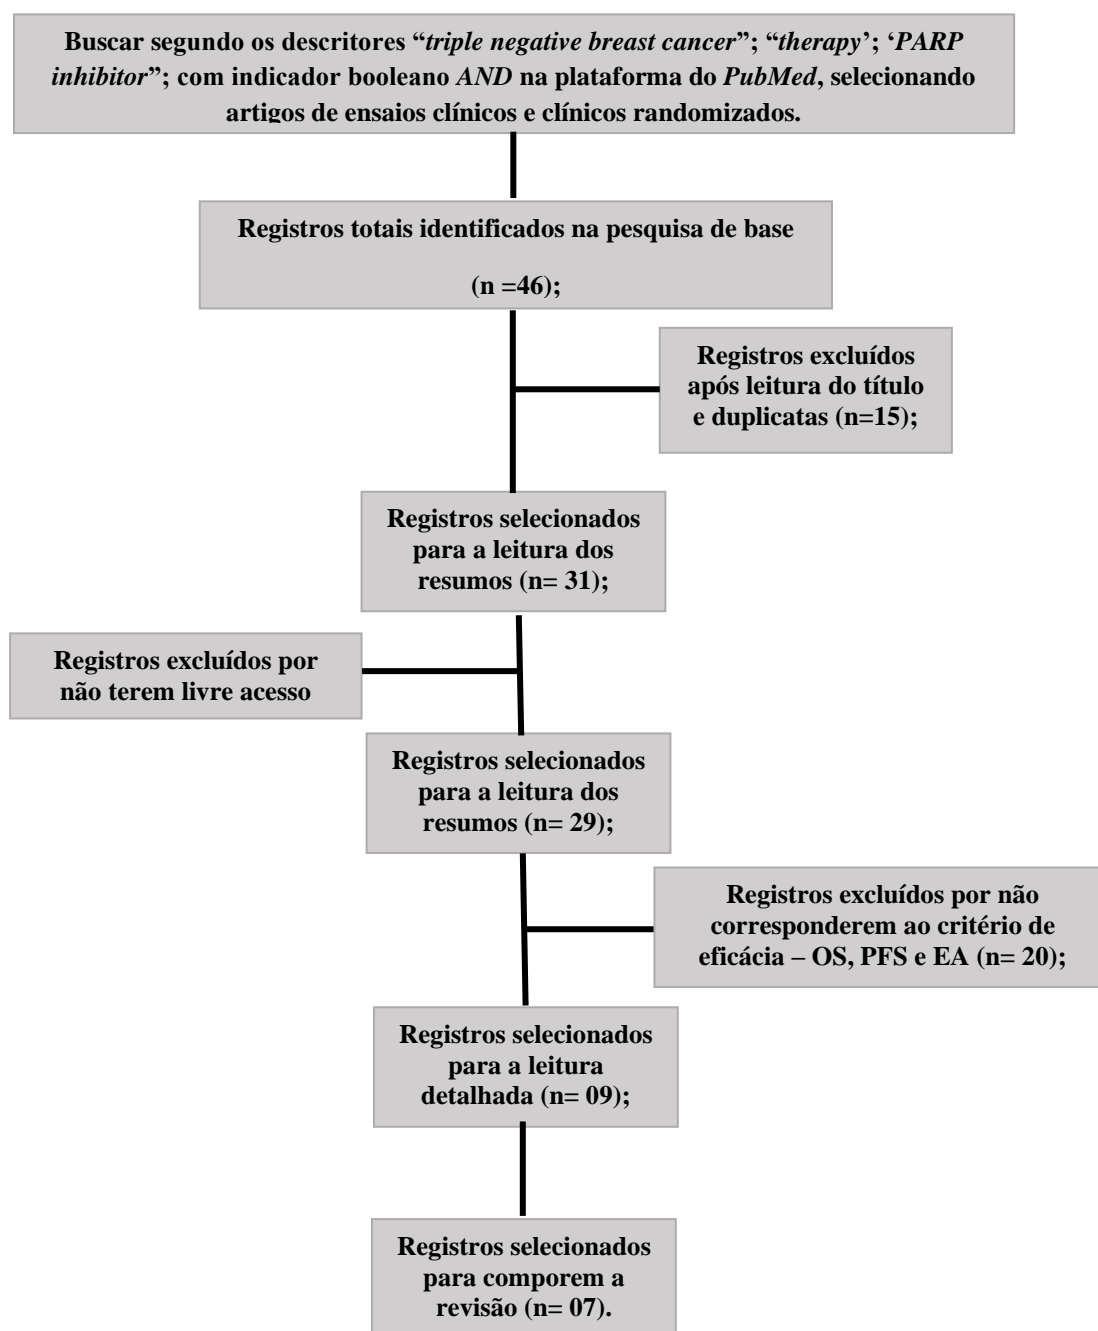 Buscar segundo os descritores “triple negative breast cancer”; “therapy’; ‘PARP
inhibitor”; com indicador booleano AND na plataforma do PubMed, selecionando
artigos de ensaios clínicos e clínicos randomizados.
Registros totais identificados na pesquisa de base
(n =46);
Registros excluídos
após leitura do título
e duplicatas (n=15);
Registros selecionados
para a leitura dos
resumos (n= 31);
Registros excluídos por
não terem livre acesso
Registros selecionados
para a leitura dos
resumos (n= 29);
Registros excluídos por não
corresponderem ao critério de
eficácia – OS, PFS e EA (n= 20);
Registros selecionados
para a leitura
detalhada (n= 09);
Registros selecionados
para comporem a
revisão (n= 07).